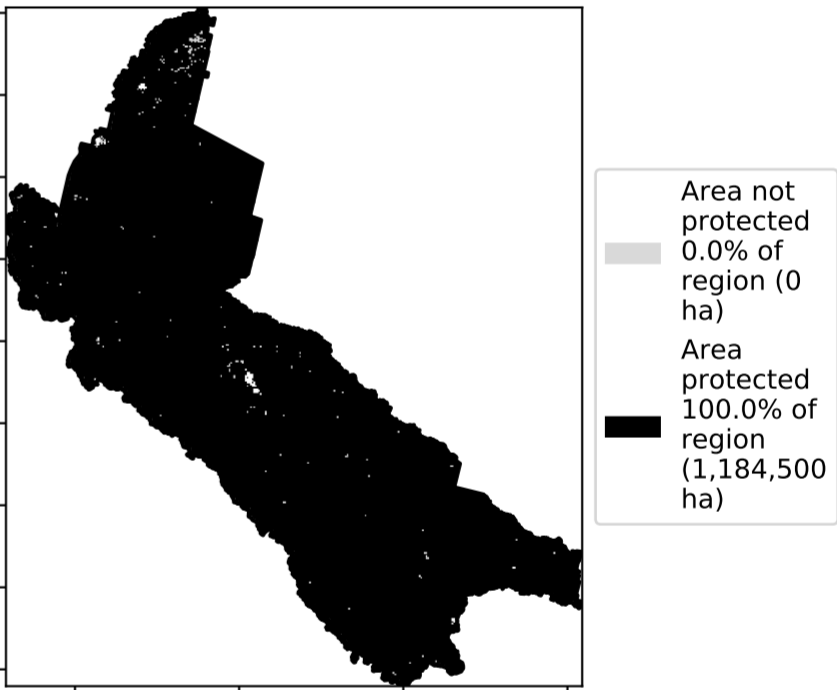 Area not
protected
0.0% of
region (0
ha)
Area
protected
100.0% of
region
(1,184,500
ha)